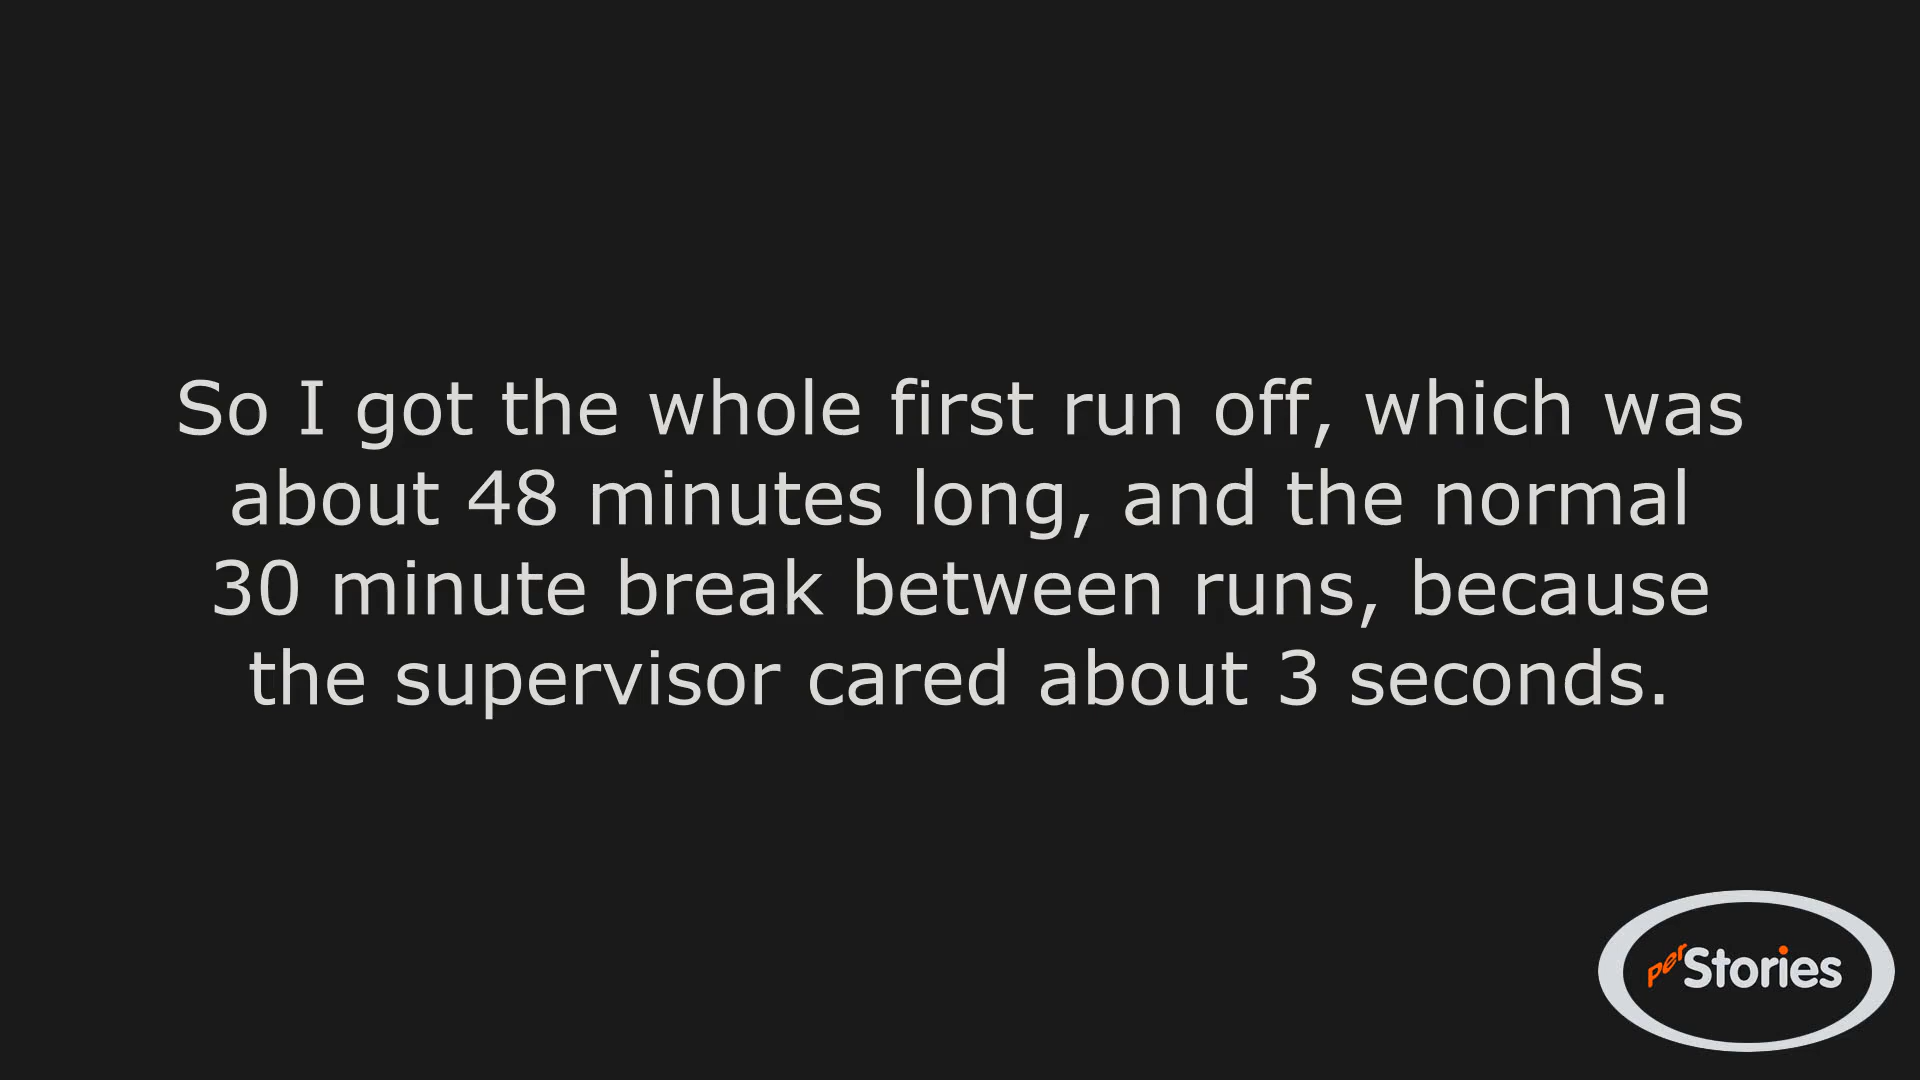 So I got the whole first run off, which was
about 48 minutes long, and the normal
30 minute break between runs, because
the supervisor cared about 3 seconds.
perStories